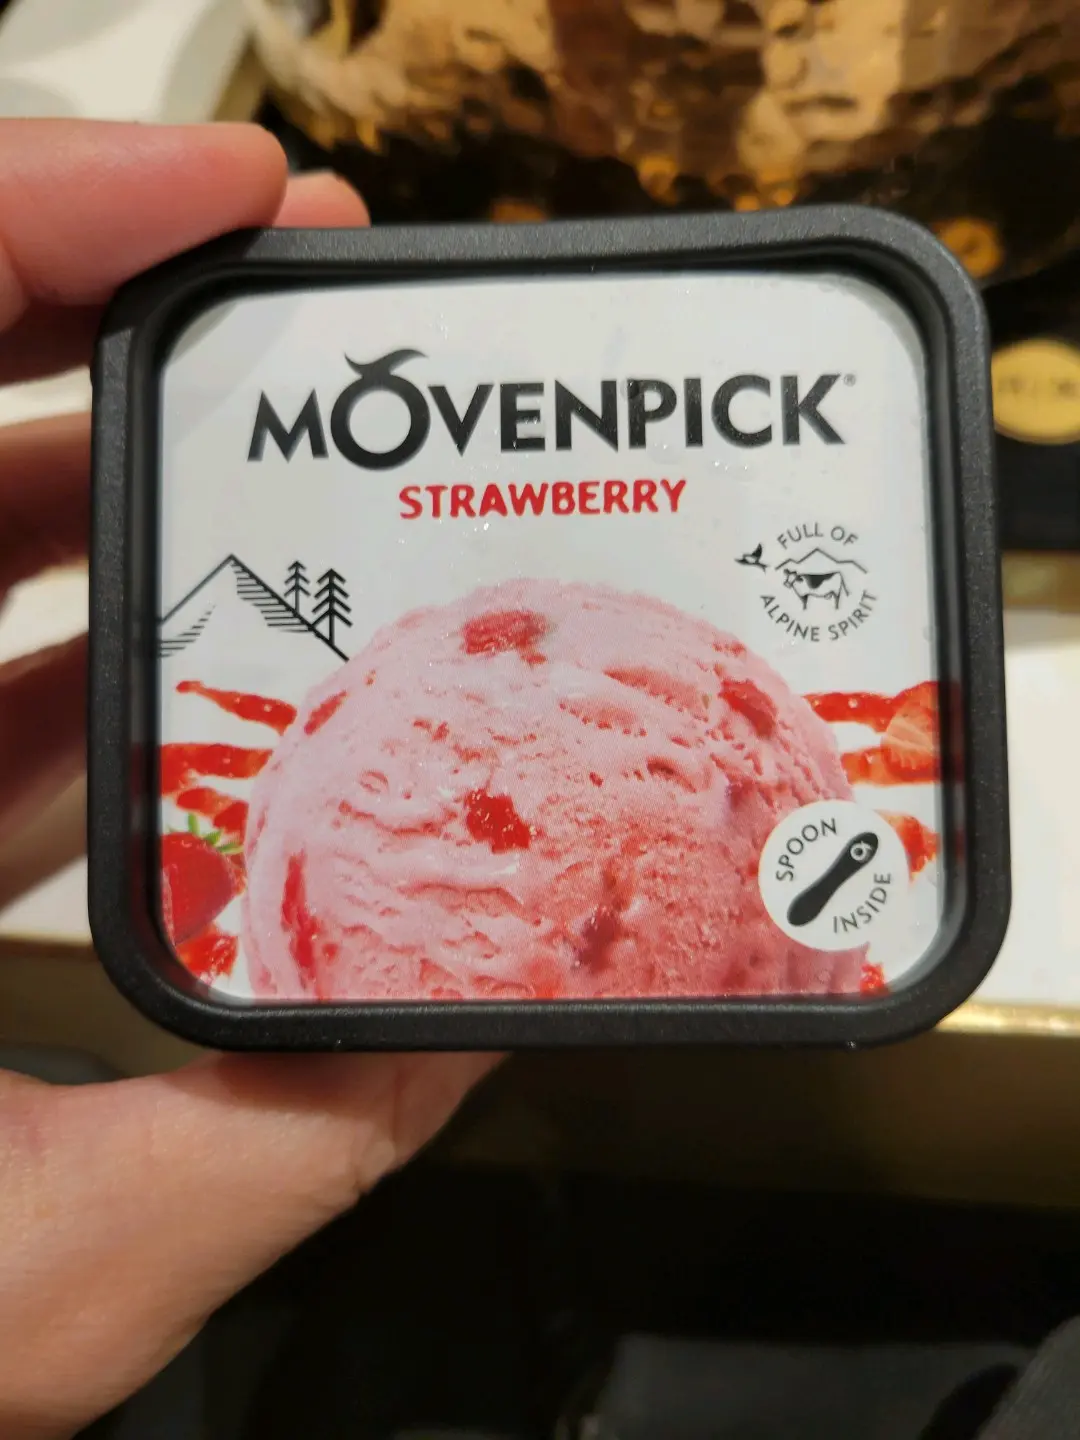 MÖVENPICK®
STRAWBERRY
FULL OF
ALPINE SPIRIT
SPOON
INSIDE